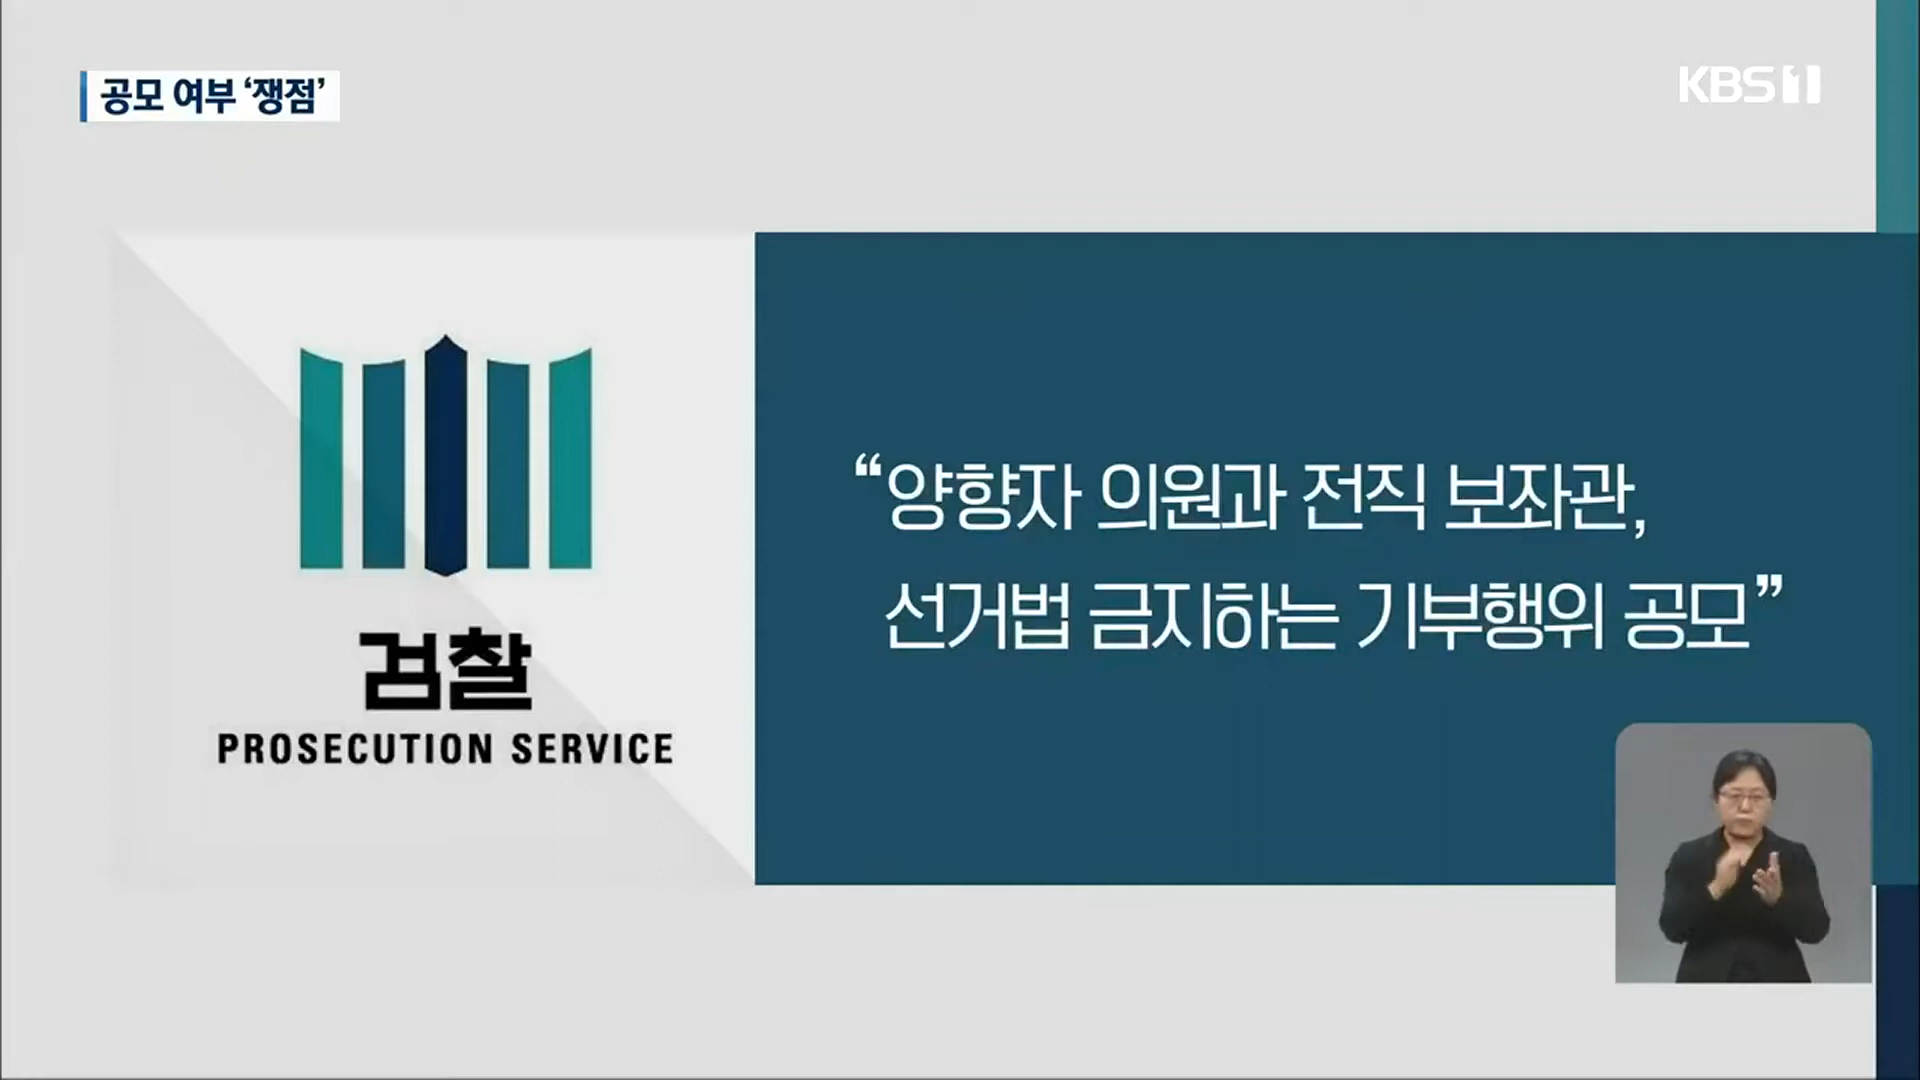 공모 여부 ‘쟁점’
KBS 1
검찰
PROSECUTION SERVICE
“양향자 의원과 전직 보좌관,
선거법 금지하는 기부행위 공모”